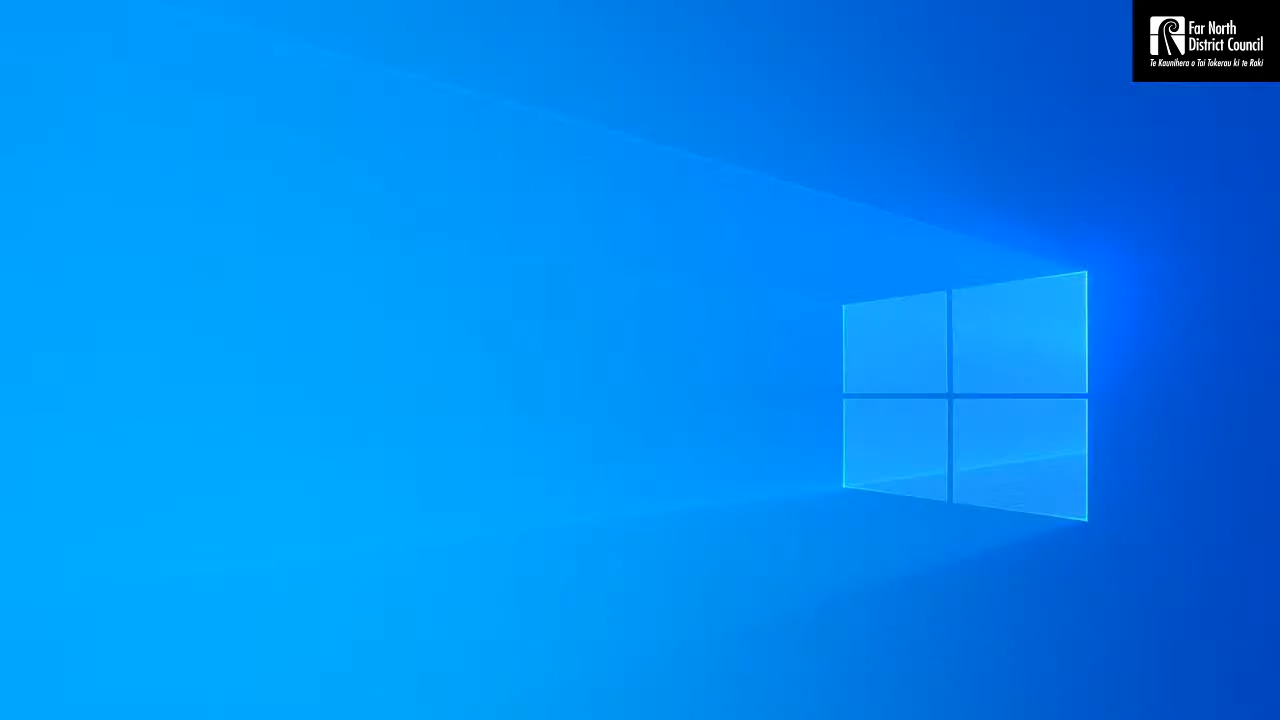 Far North
District Council
Te Kaunihera o Tai Tokerau ki te Raki